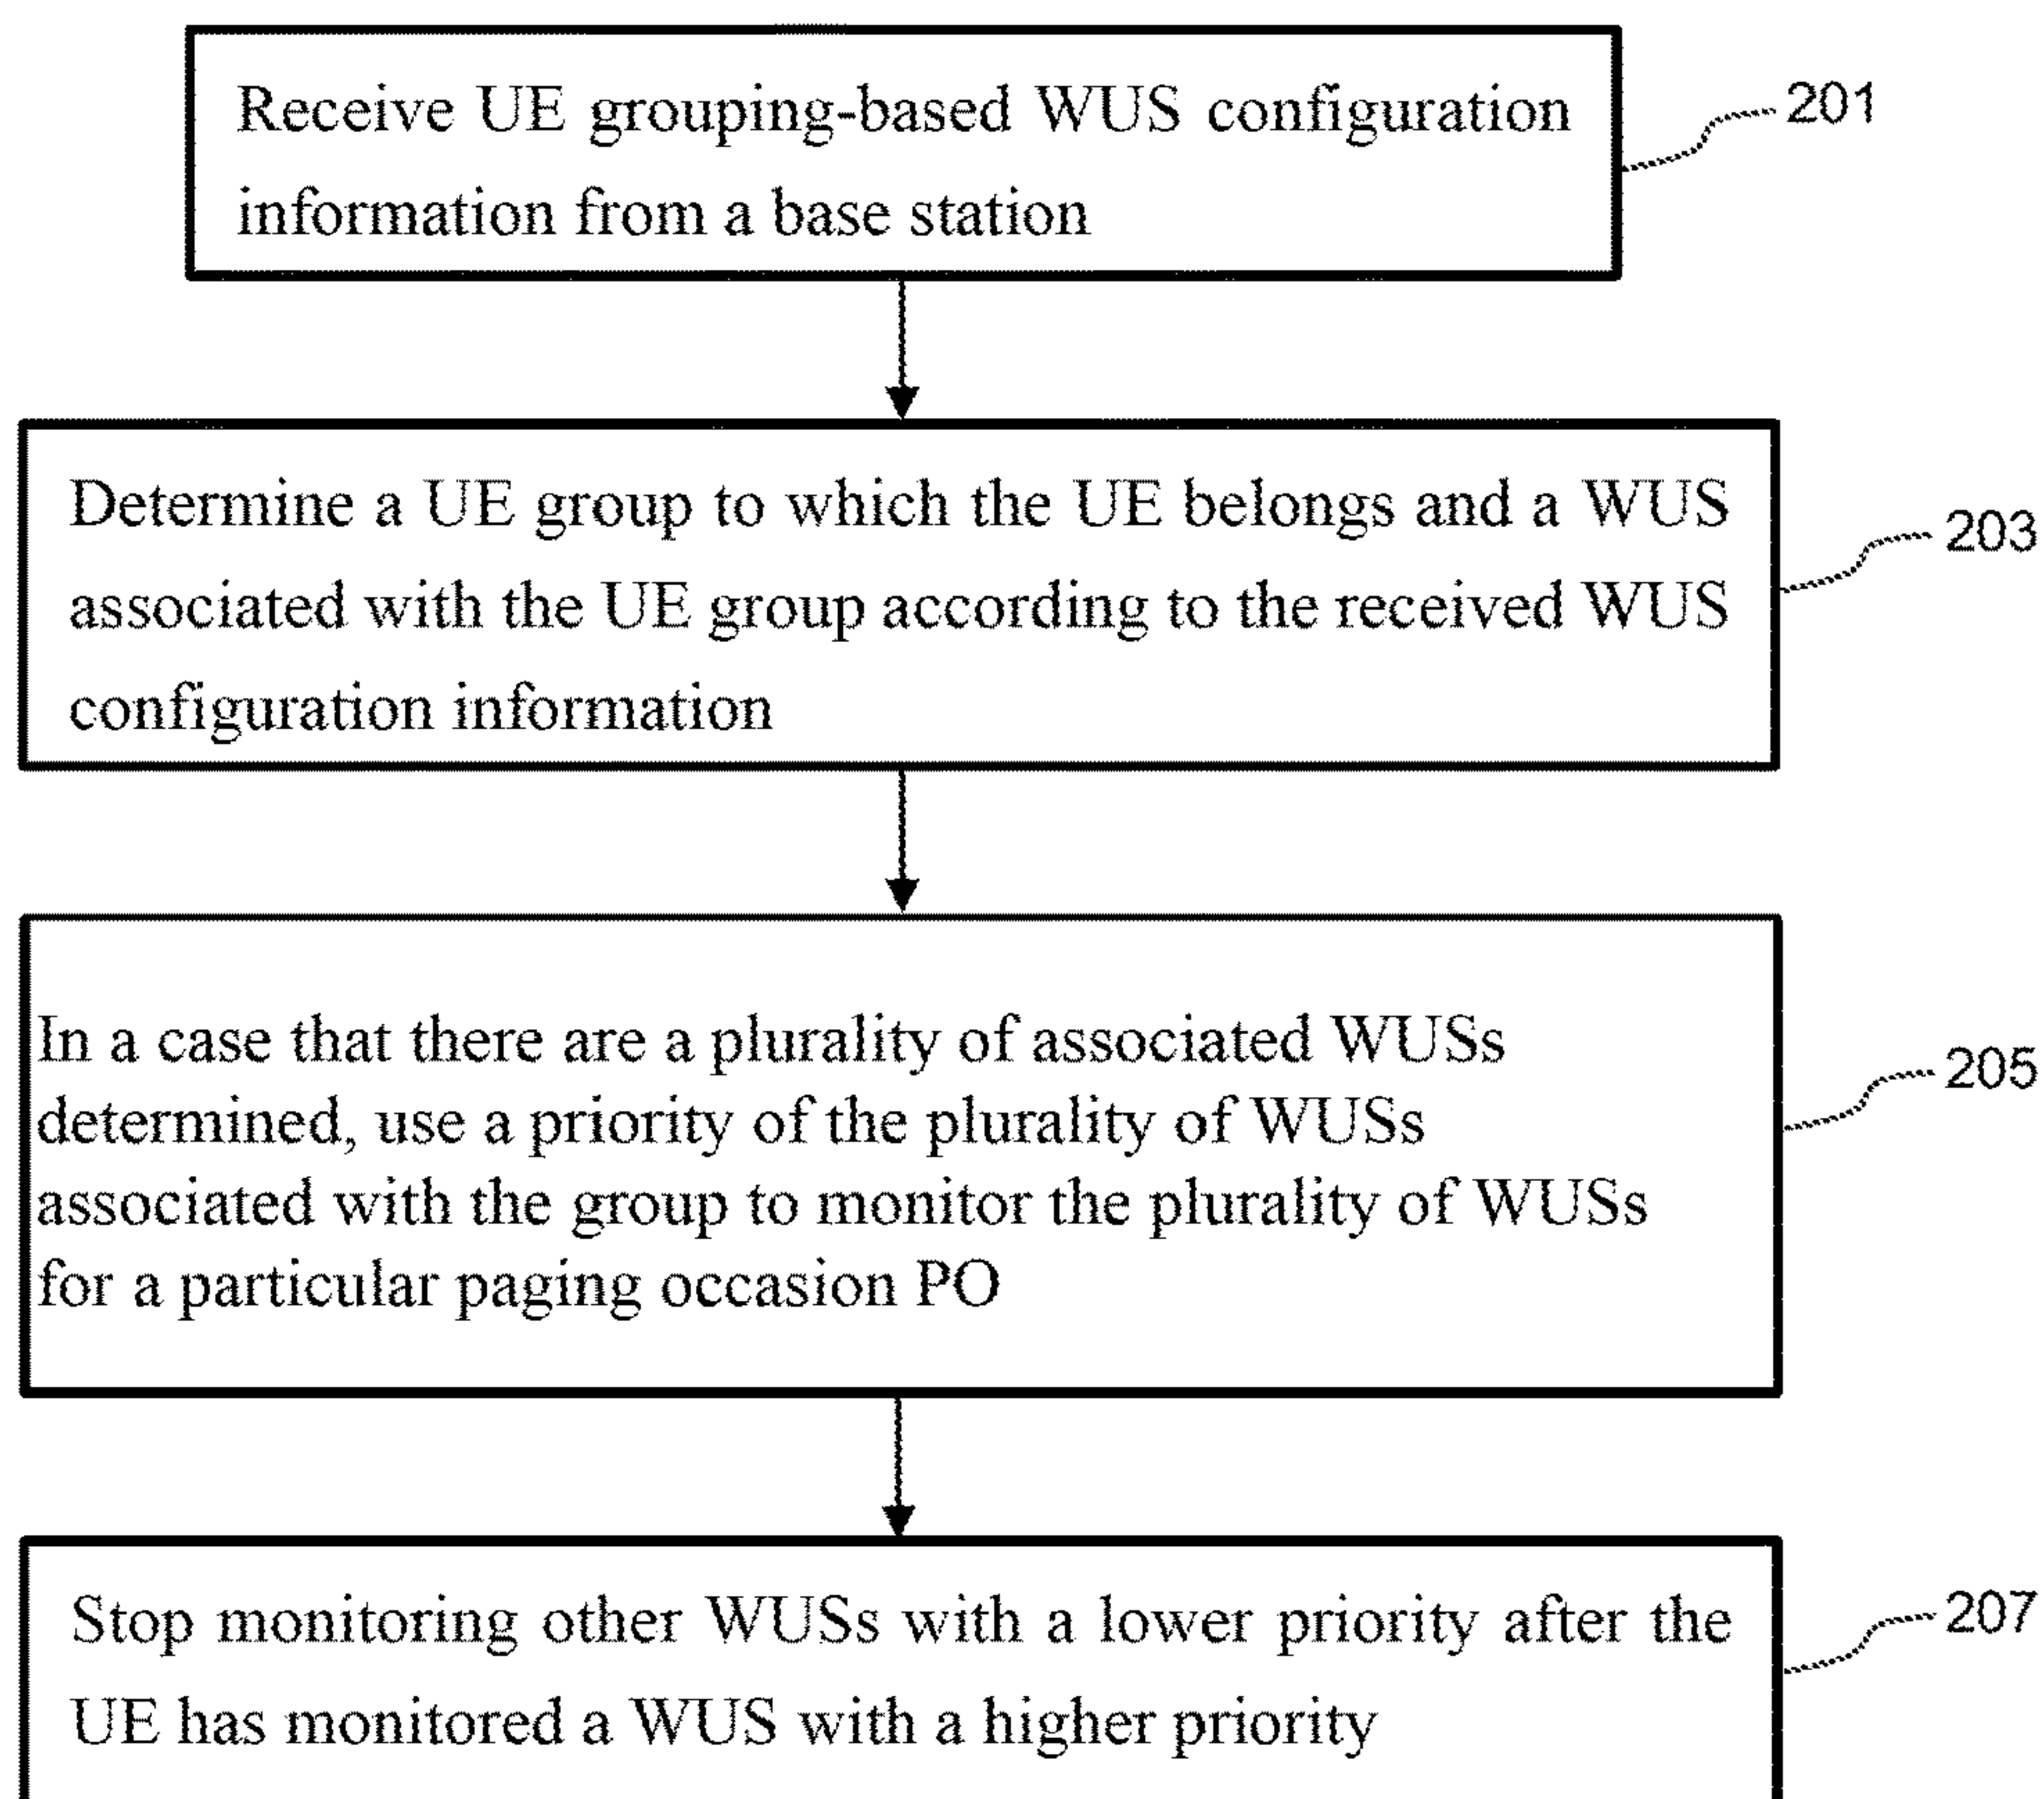 Receive UE grouping-based WUS configuration
information from a base station
201
Determine a UE group to which the UE belongs and a WUS
associated with the UE group according to the received WUS
configuration information
203
In a case that there are a plurality of associated WUSs
determined, use a priority of the plurality of WUSs
associated with the group to monitor the plurality of WUSs
for a particular paging occasion PO
205
Stop monitoring other WUSs with a lower priority after the
UE has monitored a WUS with a higher priority
207